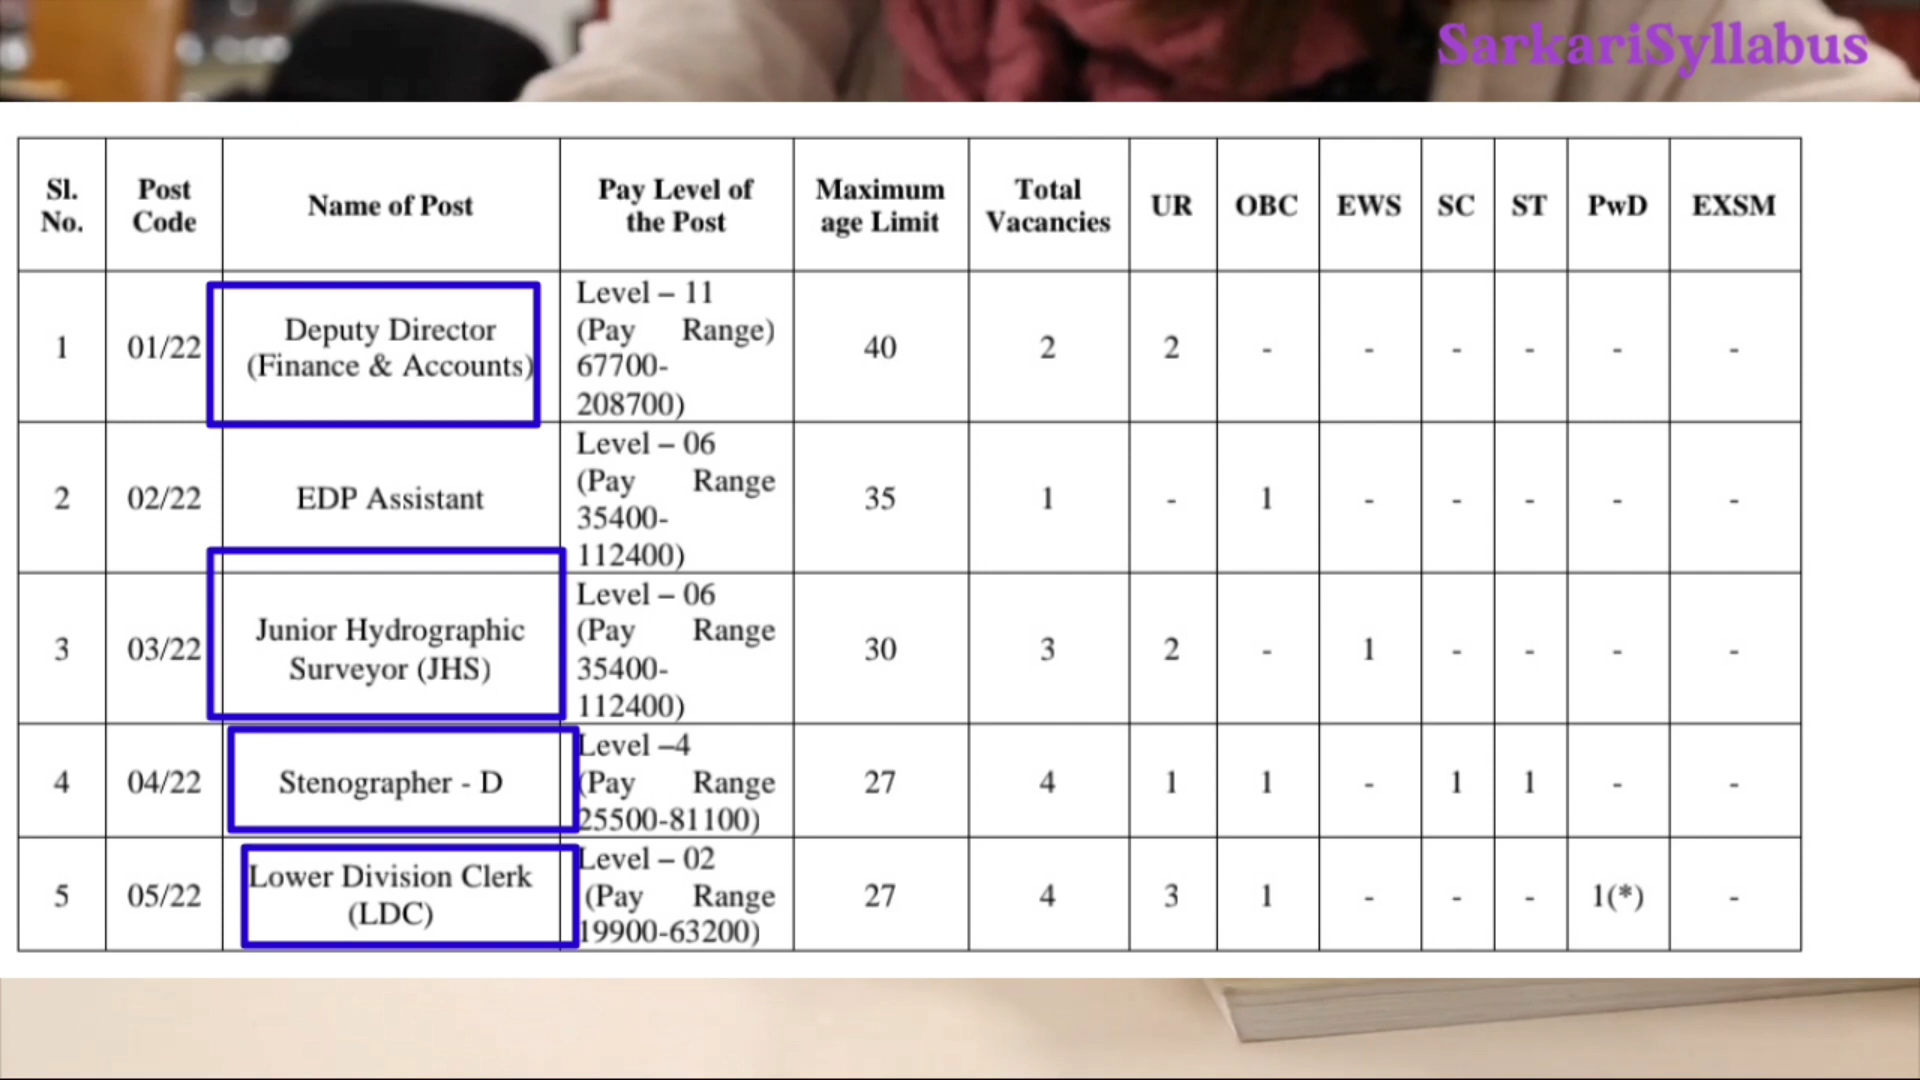 SarkariSyllabus
Sl. No. Post Code Name of Post Pay Level of the Post Maximum age Limit Total Vacancies UR OBC EWS SC ST PwD EXSM
1 01/22 Deputy Director (Finance & Accounts) Level – 11 (Pay Range) 67700-208700) 40 2 2 - - - - - -
2 02/22 EDP Assistant Level – 06 (Pay Range 35400-112400) 35 1 - 1 - - - - -
3 03/22 Junior Hydrographic Surveyor (JHS) Level – 06 (Pay Range 35400-112400) 30 3 2 - 1 - - - -
4 04/22 Stenographer - D Level –4 (Pay Range 25500-81100) 27 4 1 1 - 1 1 - -
5 05/22 Lower Division Clerk (LDC) Level – 02 (Pay Range 19900-63200) 27 4 3 1 - - - 1(*) -